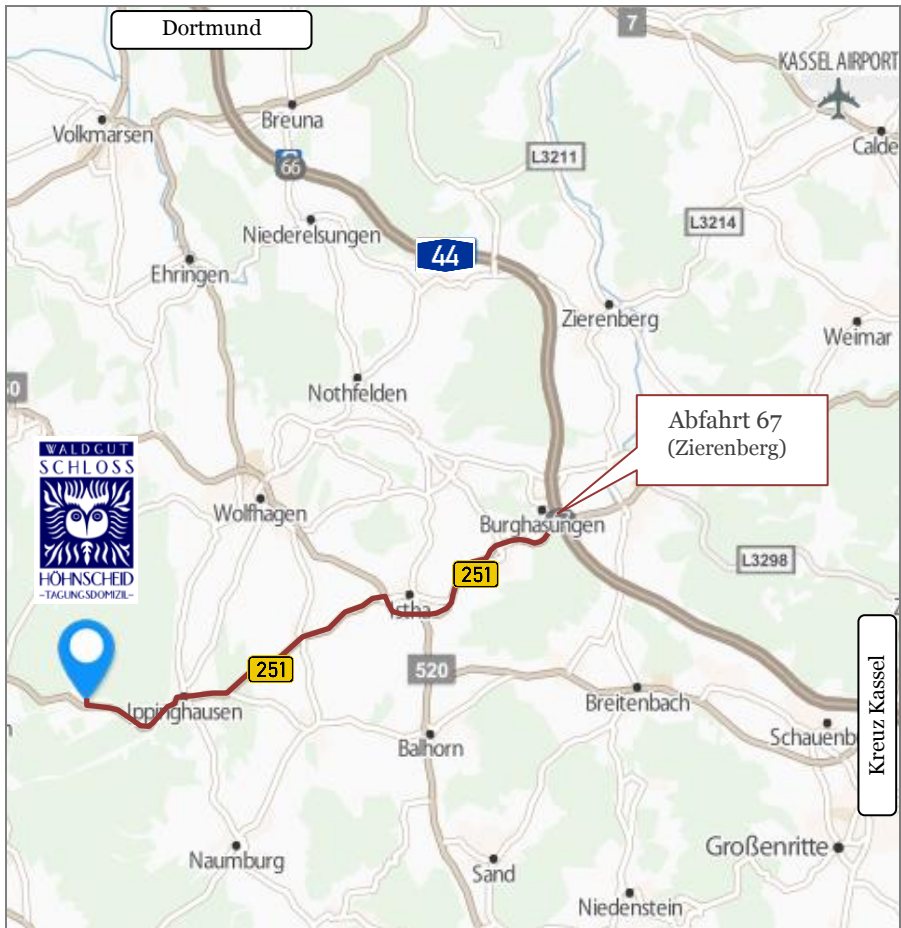 Dortmund
7
KASSEL AIRPORT
Volkmarsen
Breuna
Calde
L3211
66
L3214
Niederelsungen
44
Ehringen
Zierenberg
Weimar
Nothfelden
Abfahrt 67
(Zierenberg)
WALDGUT
SCHLOSS
HÖHNSCHEID
–TAGUNGSDOMIZIL–
Wolfhagen
Burghasungen
L3298
251
Istha
251
520
Ippinghausen
Breitenbach
Balhorn
Schauenb
Kreuz Kassel
Naumburg
Großenritte
Sand
Niedenstein